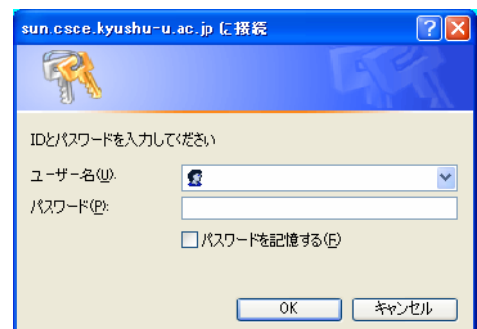 sun.csce.kyushu-u.ac.jp に接続
IDとパスワードを入力してください
ユーザー名(U):
パスワード(P):
パスワードを記憶する(F)
OK キャンセル